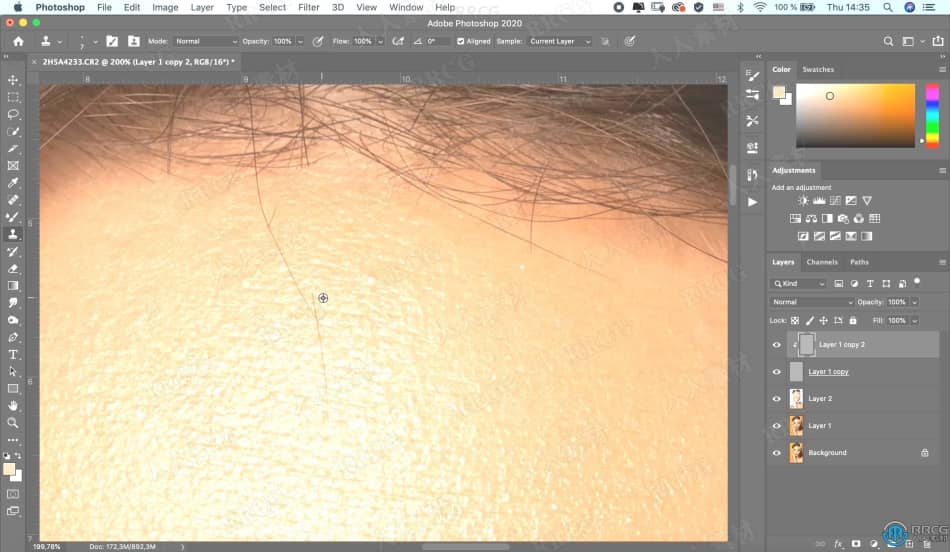 Photoshop File Edit Image Layer Type Select Filter 3D View Window Help 100 % Thu 14:35
Adobe Photoshop 2020
7 Mode: Normal Opacity: 100% Flow: 100% 0° Aligned Sample: Current Layer
× 2H5A4233.CR2 @ 200% (Layer 1 copy 2, RGB/16*) *
8 9 10 11 12
5
6
7
Color Swatches
Adjustments
Add an adjustment
Layers Channels Paths
Kind
Normal Opacity: 100%
Lock: Fill: 100%
Layer 1 copy 2
Layer 1 copy
Layer 2
Layer 1
Background
199,78% Doc: 172,3M/892,3M
RRCG
人人素材